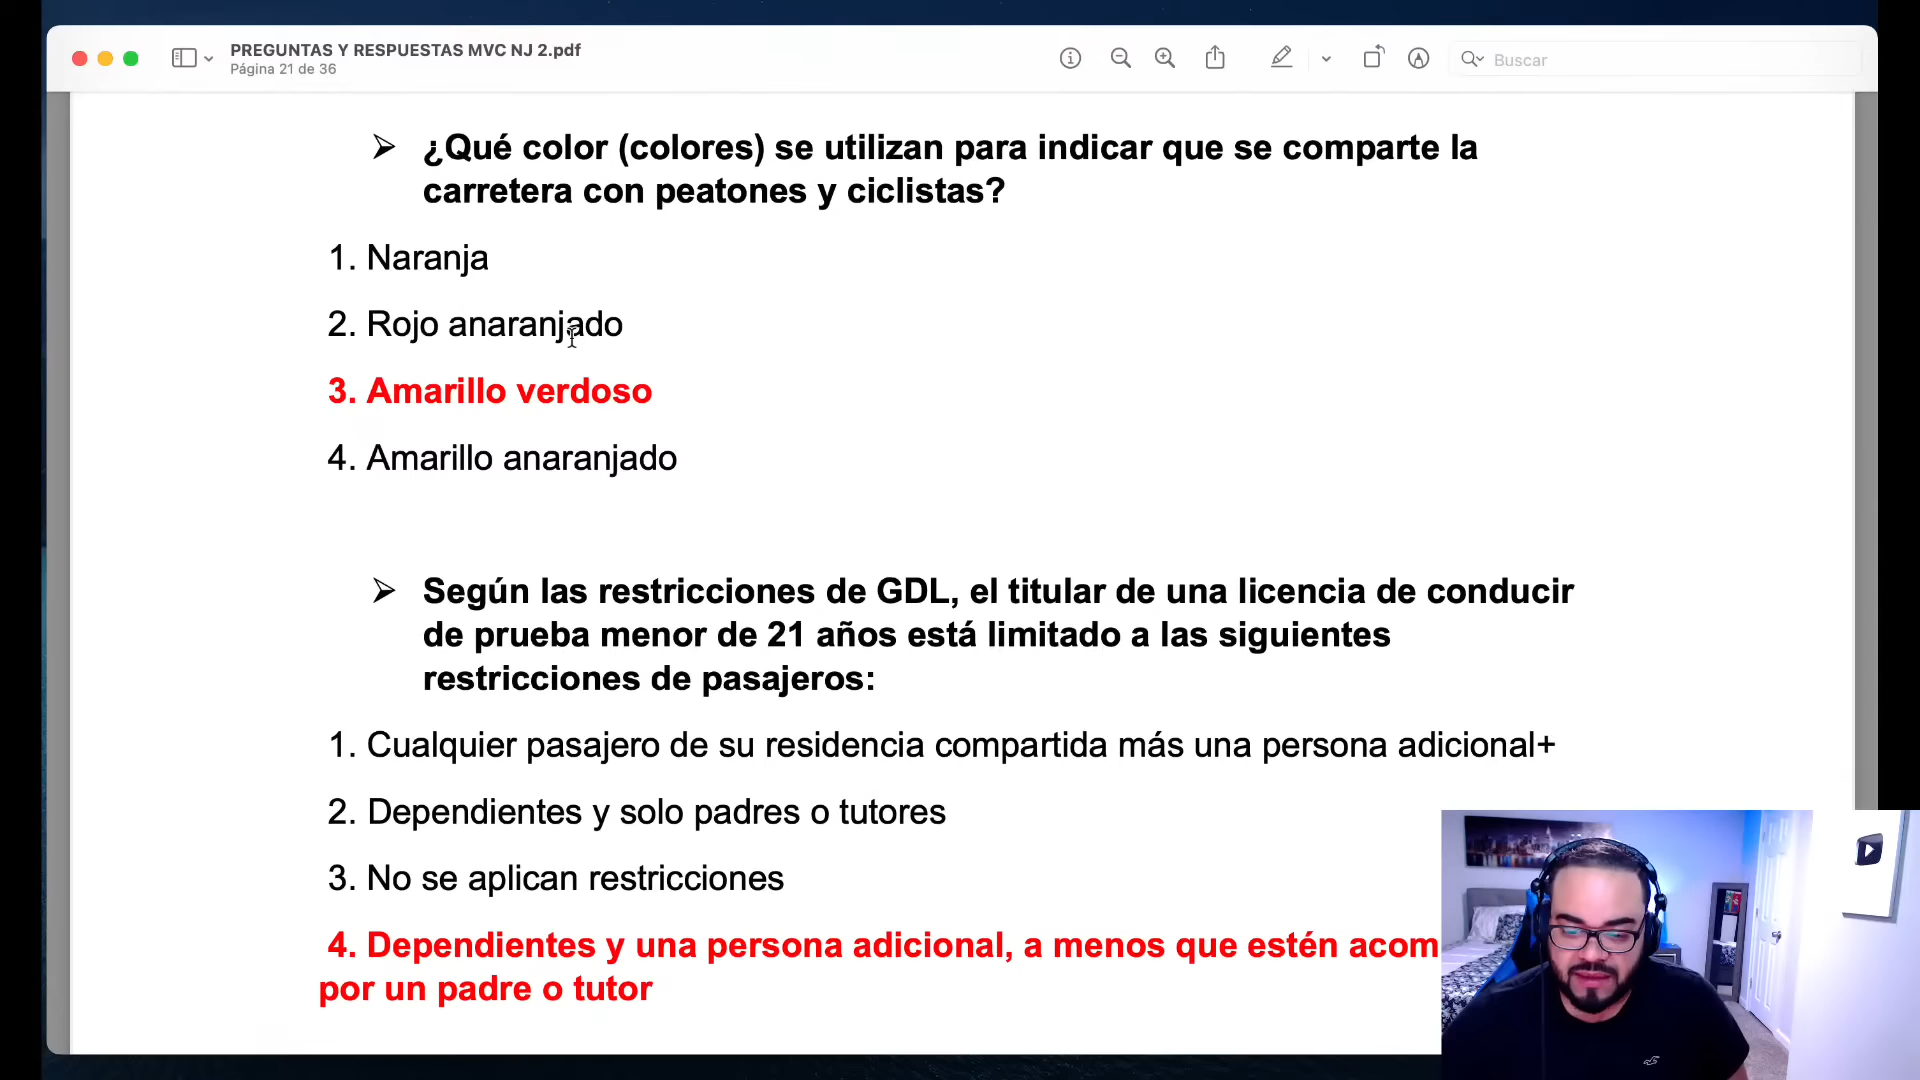 PREGUNTAS Y RESPUESTAS MVC NJ 2.pdf
Página 21 de 36
Buscar
➢ ¿Qué color (colores) se utilizan para indicar que se comparte la
carretera con peatones y ciclistas?
1. Naranja
2. Rojo anaranjado
3. Amarillo verdoso
4. Amarillo anaranjado
➢ Según las restricciones de GDL, el titular de una licencia de conducir
de prueba menor de 21 años está limitado a las siguientes
restricciones de pasajeros:
1. Cualquier pasajero de su residencia compartida más una persona adicional+
2. Dependientes y solo padres o tutores
3. No se aplican restricciones
4. Dependientes y una persona adicional, a menos que estén acom
por un padre o tutor